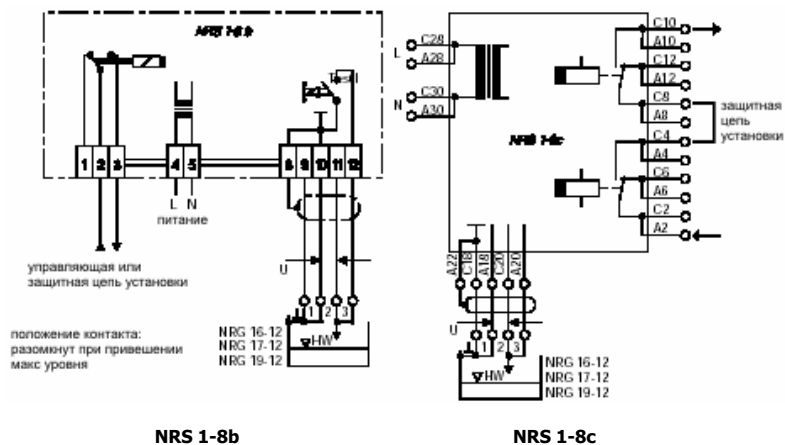 NRS 1-8 b
Test
1 2 3 4 5 8 9 10 11 12
L N
питание
управляющая или
защитная цепь установки
U
1 2 3
положение контакта:
разомкнут при привешении
макс уровня
NRG 16-12
NRG 17-12
NRG 19-12
HW
NRS 1-8b
L
C28
A28
N
C30
A30
NRS 1-8c
C10
A10
C12
A12
C8
A8
C4
A4
C6
A6
C2
A2
защитная
цепь
установки
A22 C18 A18 C20 A20
U
1 2 3
HW
NRG 16-12
NRG 17-12
NRG 19-12
NRS 1-8c